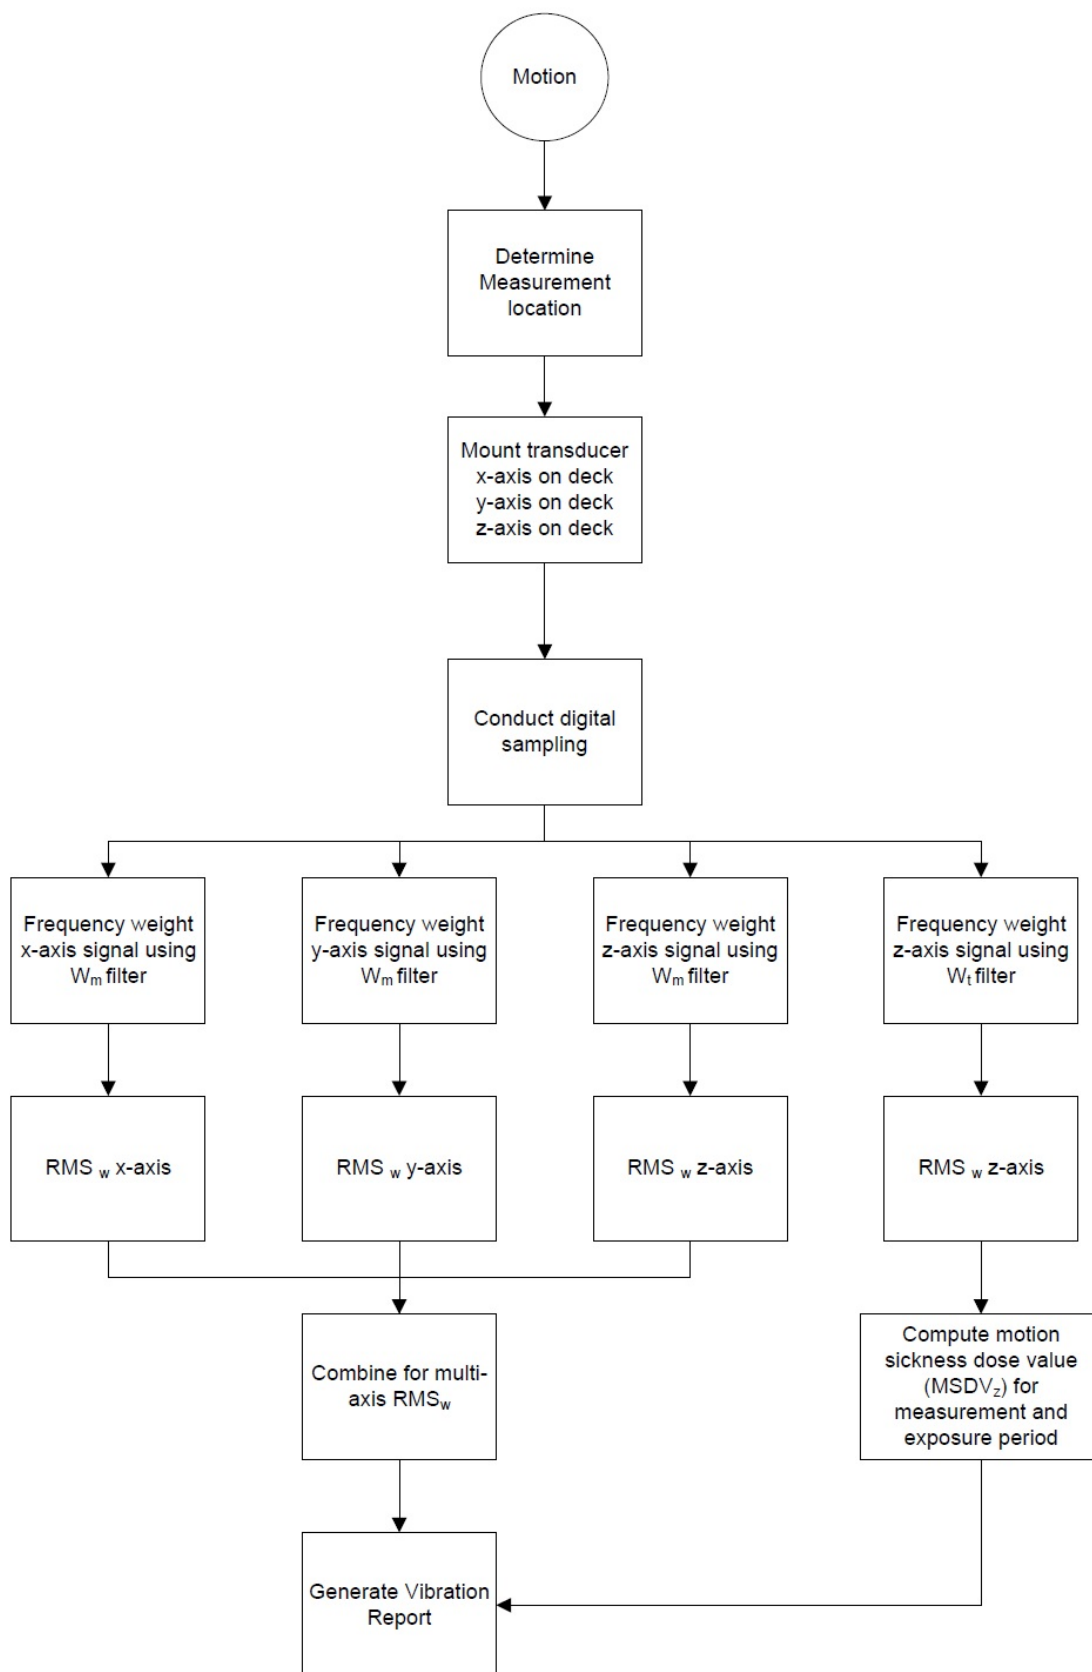 Motion
Determine
Measurement
location
Mount transducer
x-axis on deck
y-axis on deck
z-axis on deck
Conduct digital
sampling
Frequency weight
x-axis signal using
Wm filter
Frequency weight
y-axis signal using
Wm filter
Frequency weight
z-axis signal using
Wm filter
Frequency weight
z-axis signal using
Wt filter
RMS w x-axis
RMS w y-axis
RMS w z-axis
RMS w z-axis
Combine for multi-
axis RMSw
Compute motion
sickness dose value
(MSDVz) for
measurement and
exposure period
Generate Vibration
Report